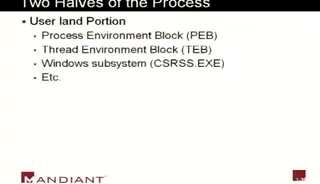 Two Halves of the Process
▪ User land Portion
• Process Environment Block (PEB)
• Thread Environment Block (TEB)
• Windows subsystem (CSRSS.EXE)
• Etc.
MANDIANT